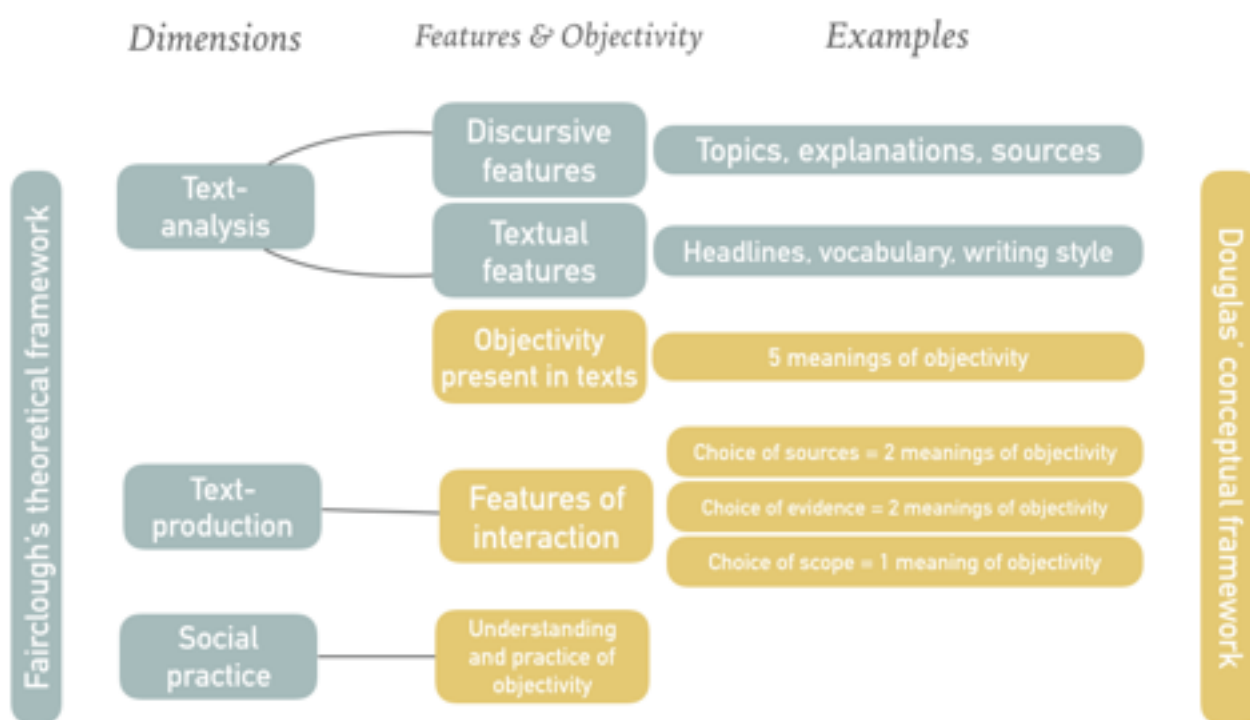 Dimensions
Features & Objectivity
Examples
Fairclough's theoretical framework
Text-
analysis
Discursive
features
Topics, explanations, sources
Textual
features
Headlines, vocabulary, writing style
Objectivity
present in texts
5 meanings of objectivity
Text-
production
Features of
interaction
Choice of sources = 2 meanings of objectivity
Choice of evidence = 2 meanings of objectivity
Choice of scope = 1 meaning of objectivity
Social
practice
Understanding
and practice of
objectivity
Douglas' conceptual framework